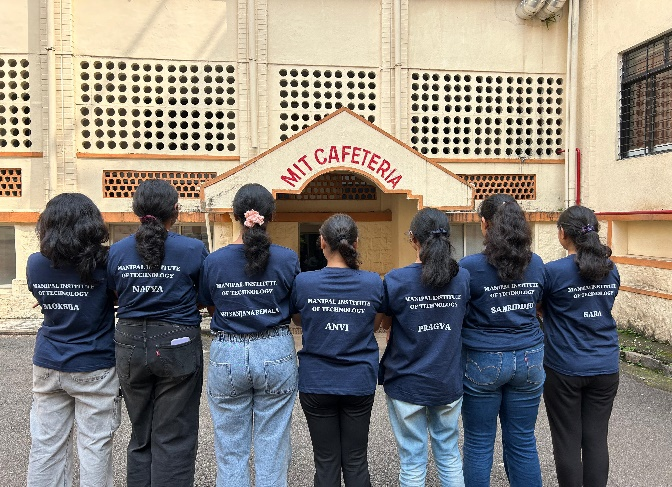 MIT CAFETERIA
MANIPAL INSTITUTE
OF TECHNOLOGY
MOKSHA
MANIPAL INSTITUTE
OF TECHNOLOGY
NAVYA
MANIPAL INSTITUTE
OF TECHNOLOGY
MANIPAL INSTITUTE
OF TECHNOLOGY
ANVI
MANIPAL INSTITUTE
OF TECHNOLOGY
PRAGYA
MANIPAL INSTITUTE
OF TECHNOLOGY
SAMRIDDHI
MANIPAL INSTITUTE
OF TECHNOLOGY
SARA